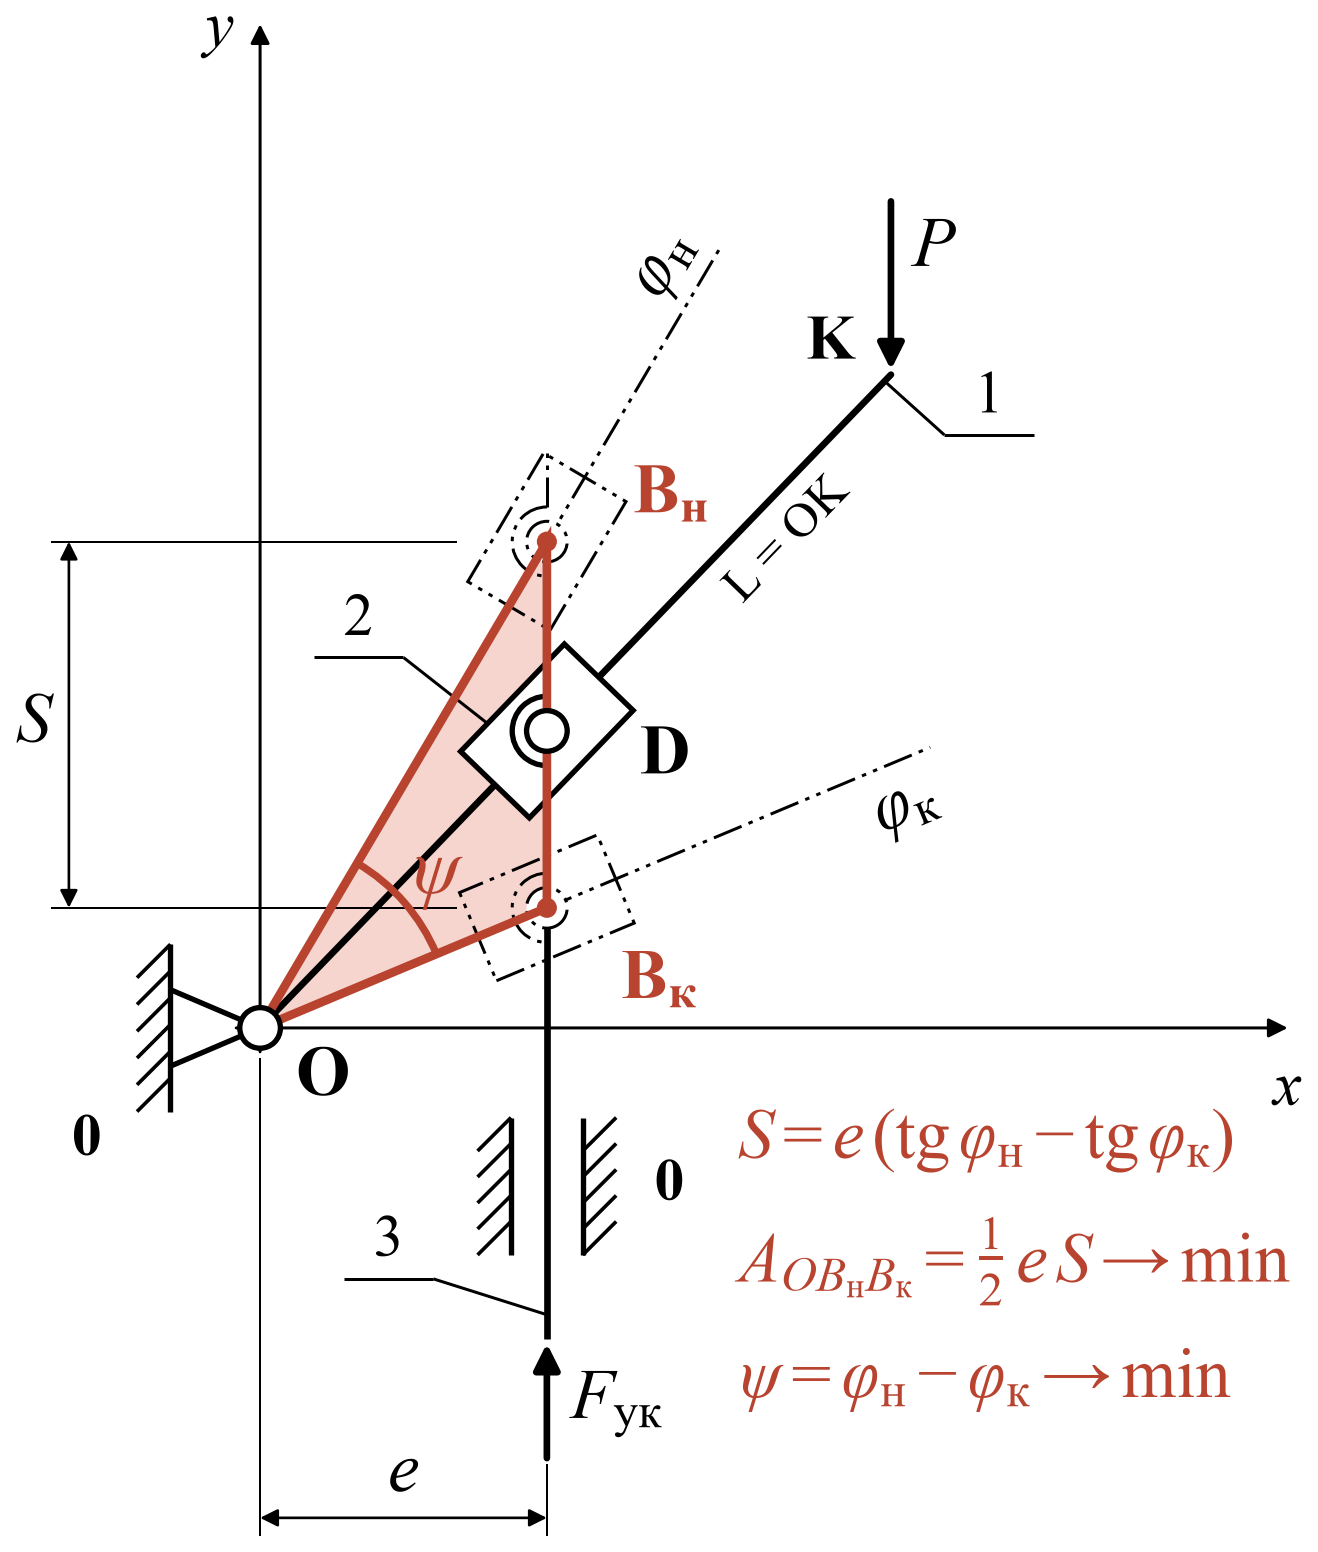 y
P
φн
K
1
Bн
L = OK
2
S
D
φк
ψ
Bк
O
x
0
0
S = e (tg φн − tg φк)
3
A OBнBк = 1/2 e S → min
ψ = φн − φк → min
Fук
e